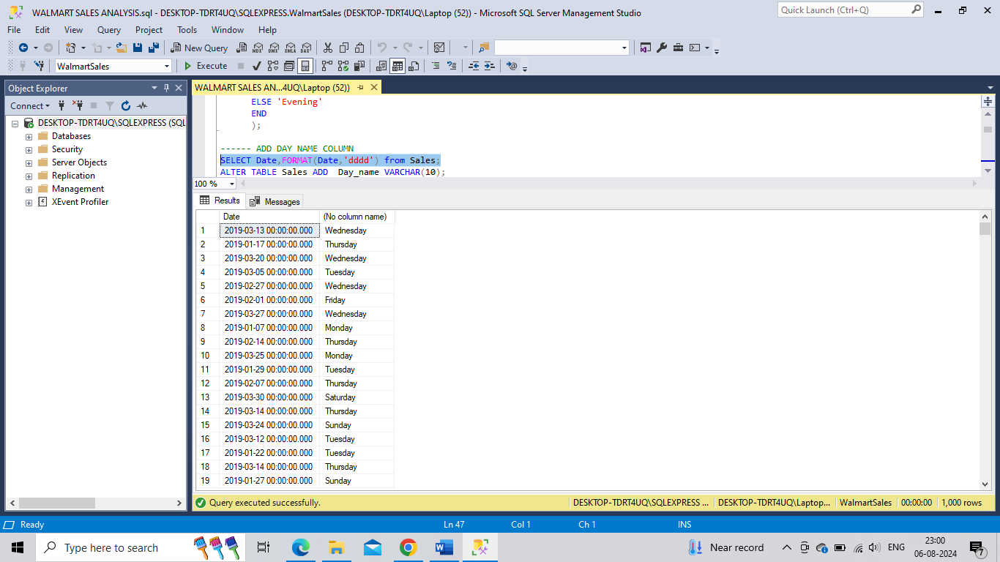 WALMART SALES ANALYSIS.sql - DESKTOP-TDRT4UQ\SQLEXPRESS.WalmartSales (DESKTOP-TDRT4UQ\Laptop (52)) - Microsoft SQL Server Management Studio
Quick Launch (Ctrl+Q)
File Edit View Query Project Tools Window Help
New Query MDX DMX XMLA DAX
WalmartSales Execute
Object Explorer
WALMART SALES AN...4UQ\Laptop (52))
Connect
DESKTOP-TDRT4UQ\SQLEXPRESS (SQL
Databases
Security
Server Objects
Replication
Management
XEvent Profiler
ELSE 'Evening'
END
);
------ ADD DAY NAME COLUMN
SELECT Date,FORMAT(Date,'dddd') from Sales;
ALTER TABLE Sales ADD Day_name VARCHAR(10);
100 %
Results Messages
Date (No column name)
1 2019-03-13 00:00:00.000 Wednesday
2 2019-01-17 00:00:00.000 Thursday
3 2019-03-20 00:00:00.000 Wednesday
4 2019-03-05 00:00:00.000 Tuesday
5 2019-02-27 00:00:00.000 Wednesday
6 2019-02-01 00:00:00.000 Friday
7 2019-03-27 00:00:00.000 Wednesday
8 2019-01-07 00:00:00.000 Monday
9 2019-02-14 00:00:00.000 Thursday
10 2019-03-25 00:00:00.000 Monday
11 2019-01-29 00:00:00.000 Tuesday
12 2019-02-07 00:00:00.000 Thursday
13 2019-03-30 00:00:00.000 Saturday
14 2019-03-14 00:00:00.000 Thursday
15 2019-03-24 00:00:00.000 Sunday
16 2019-03-12 00:00:00.000 Tuesday
17 2019-01-22 00:00:00.000 Tuesday
18 2019-03-14 00:00:00.000 Thursday
19 2019-01-27 00:00:00.000 Sunday
Query executed successfully. DESKTOP-TDRT4UQ\SQLEXPRESS ... DESKTOP-TDRT4UQ\Laptop... WalmartSales 00:00:00 1,000 rows
Ready Ln 47 Col 1 Ch 1 INS
Type here to search
Near record ENG 23:00
06-08-2024 7